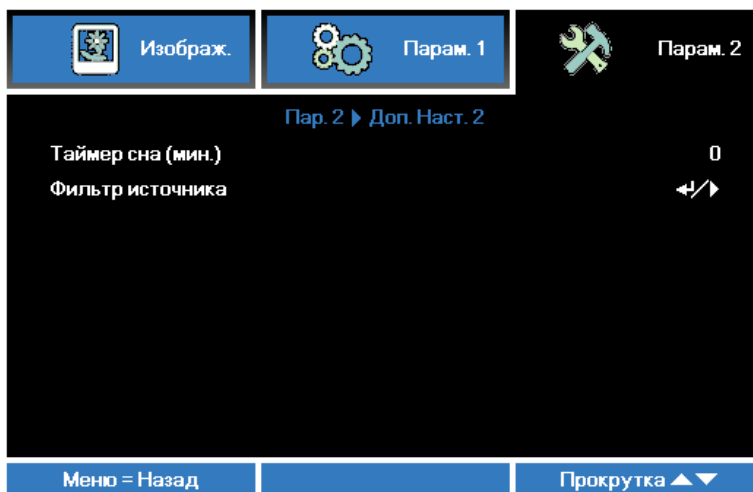 Изображ. Парам. 1 Парам. 2
Пар. 2 ▶ Доп. Наст. 2
Таймер сна (мин.) 0
Фильтр источника ↵/▶
Меню = Назад Прокрутка ▲▼